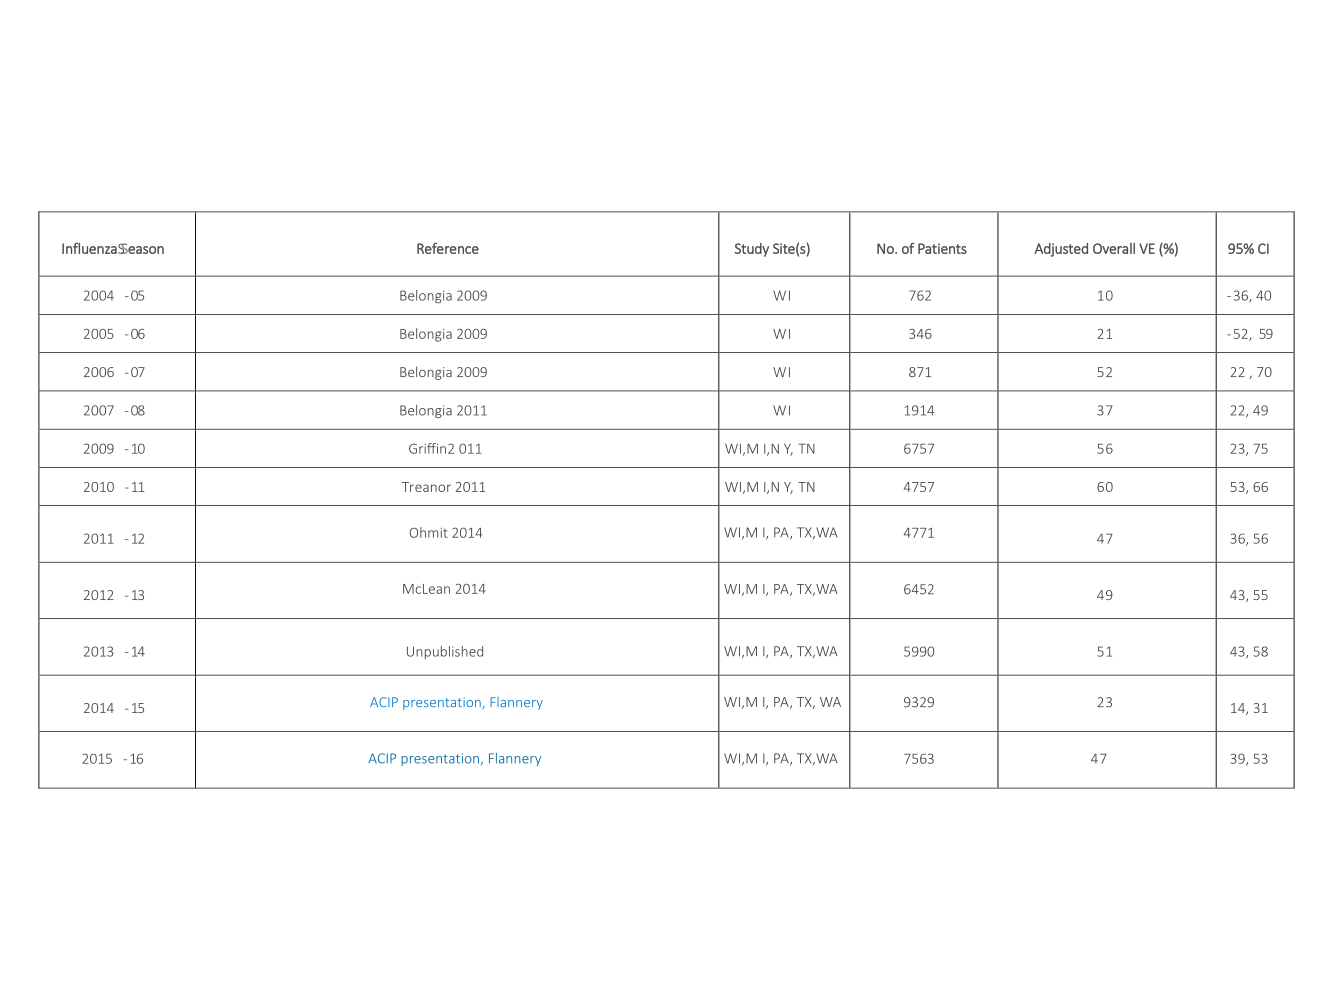 Influenza Season Reference Study Site(s) No. of Patients Adjusted Overall VE (%) 95% CI
2004 -05 Belongia 2009 WI 762 10 -36, 40
2005 -06 Belongia 2009 WI 346 21 -52, 59
2006 -07 Belongia 2009 WI 871 52 22 , 70
2007 -08 Belongia 2011 WI 1914 37 22, 49
2009 -10 Griffin2 011 WI,M I,N Y, TN 6757 56 23, 75
2010 -11 Treanor 2011 WI,M I,N Y, TN 4757 60 53, 66
2011 -12 Ohmit 2014 WI,M I, PA, TX,WA 4771 47 36, 56
2012 -13 McLean 2014 WI,M I, PA, TX,WA 6452 49 43, 55
2013 -14 Unpublished WI,M I, PA, TX,WA 5990 51 43, 58
2014 -15 ACIP presentation, Flannery WI,M I, PA, TX, WA 9329 23 14, 31
2015 -16 ACIP presentation, Flannery WI,M I, PA, TX,WA 7563 47 39, 53